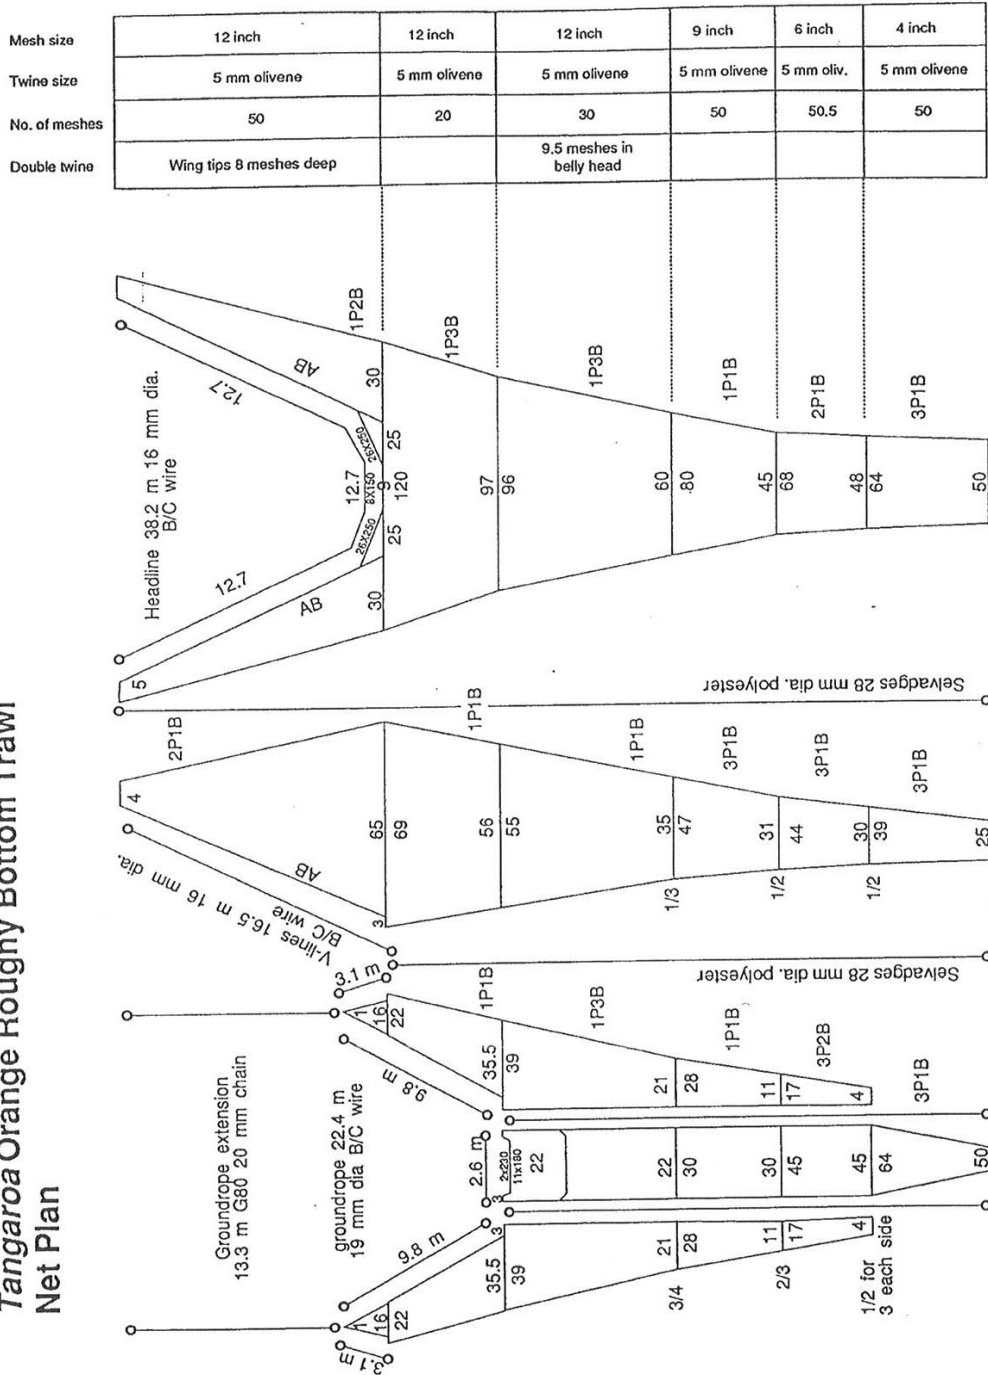 Tangaroa Orange Roughy Bottom Trawl
Net Plan
Mesh size 12 inch 12 inch 12 inch 9 inch 6 inch 4 inch
Twine size 5 mm olivene 5 mm olivene 5 mm olivene 5 mm olivene 5 mm oliv. 5 mm olivene
No. of meshes 50 20 30 50 50.5 50
Double twine Wing tips 8 meshes deep 9.5 meshes in
belly head
Headline 38.2 m 16 mm dia.
B/C wire
12.7
12.7
12.7
AB
AB
5
26X250
8X150
26X250
9
30
25
120
25
30
97
96
60
80
45
68
48
64
50
1P2B
1P3B
1P3B
1P1B
2P1B
3P1B
Selvadges 28 mm dia. polyester
4
2P1B
AB
V-lines 16.5 m 16 mm dia.
B/C wire
3
65
69
56
55
35
47
31
44
30
39
25
1P1B
1P1B
3P1B
3P1B
3P1B
1/3
1/2
1/2
Selvadges 28 mm dia. polyester
Groundrope extension
13.3 m G80 20 mm chain
groundrope 22.4 m
19 mm dia B/C wire
3.1 m
9.8 m
1
16
22
35.5
39
21
28
11
17
4
1P1B
1P3B
1P1B
3P2B
3P1B
2.6 m
2x230
11x180
3
22
22
30
30
45
45
64
50
9.8 m
3.1 m
1
16
22
3
35.5
39
21
28
11
17
4
3/4
2/3
1/2 for
3 each side